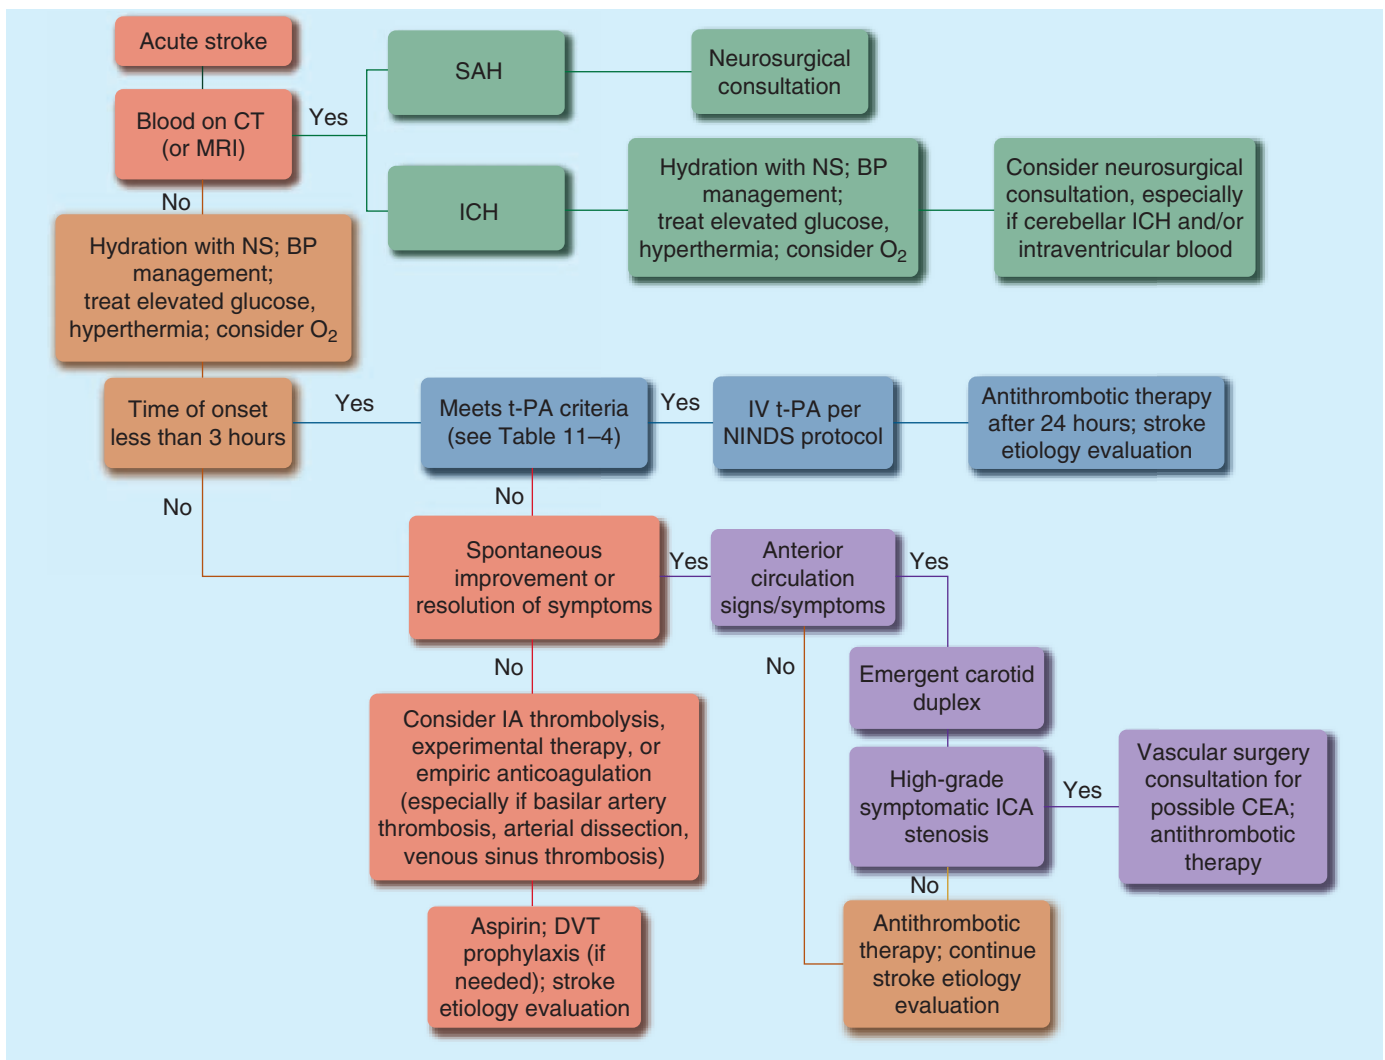 Acute stroke
Blood on CT
(or MRI)
Yes
No
SAH
Neurosurgical
consultation
ICH
Hydration with NS; BP
management;
treat elevated glucose,
hyperthermia; consider O₂
Consider neurosurgical
consultation, especially
if cerebellar ICH and/or
intraventricular blood
Hydration with NS; BP
management;
treat elevated glucose,
hyperthermia; consider O₂
Time of onset
less than 3 hours
Yes
No
Meets t-PA criteria
(see Table 11–4)
Yes
No
IV t-PA per
NINDS protocol
Antithrombotic therapy
after 24 hours; stroke
etiology evaluation
Spontaneous
improvement or
resolution of symptoms
Yes
No
Anterior
circulation
signs/symptoms
Yes
No
Emergent carotid
duplex
High-grade
symptomatic ICA
stenosis
Yes
No
Vascular surgery
consultation for
possible CEA;
antithrombotic
therapy
Consider IA thrombolysis,
experimental therapy, or
empiric anticoagulation
(especially if basilar artery
thrombosis, arterial dissection,
venous sinus thrombosis)
Aspirin; DVT
prophylaxis (if
needed); stroke
etiology evaluation
Antithrombotic
therapy; continue
stroke etiology
evaluation